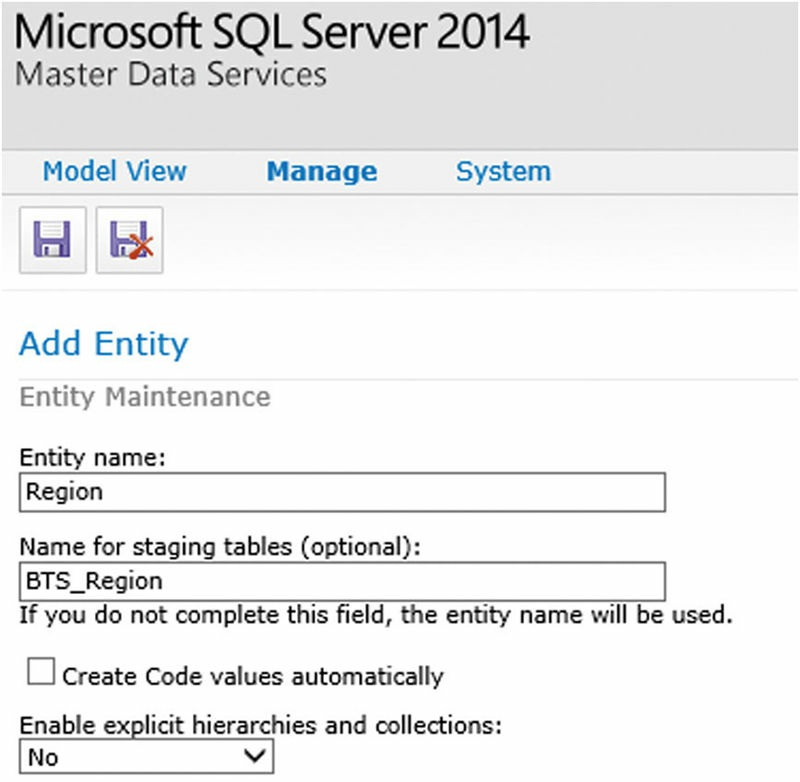 Microsoft SQL Server 2014
Master Data Services
Model View Manage System
Add Entity
Entity Maintenance
Entity name:
Region
Name for staging tables (optional):
BTS_Region
If you do not complete this field, the entity name will be used.
Create Code values automatically
Enable explicit hierarchies and collections:
No